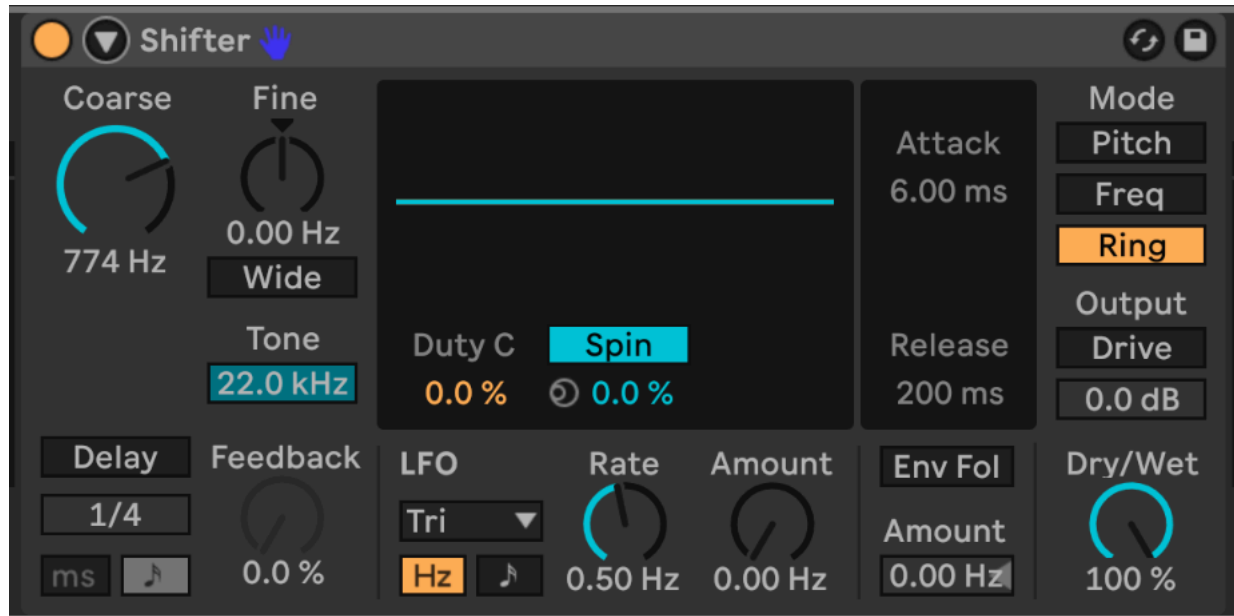 Shifter
Coarse
774 Hz
Fine
0.00 Hz
Wide
Tone
22.0 kHz
Duty C
0.0 %
Spin
0.0 %
Attack
6.00 ms
Release
200 ms
Mode
Pitch
Freq
Ring
Output
Drive
0.0 dB
Delay
1/4
ms
Feedback
0.0 %
LFO
Tri
Hz
Rate
0.50 Hz
Amount
0.00 Hz
Env Fol
Amount
0.00 Hz
Dry/Wet
100 %